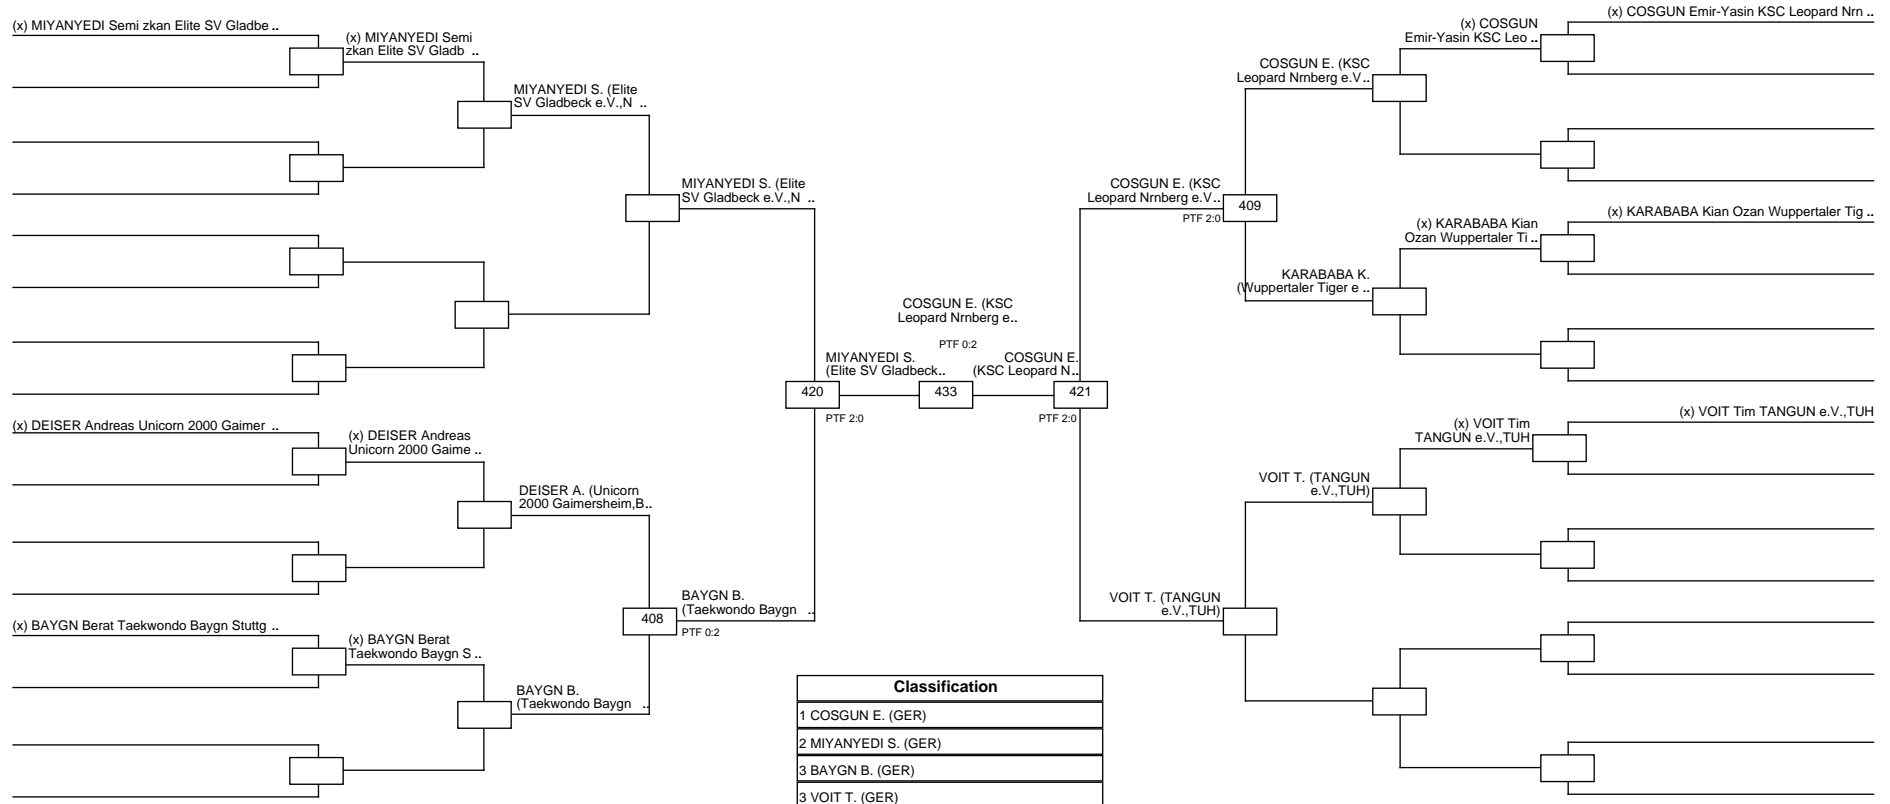 (x) MIYANYEDI Semi zkan Elite SV Gladbe ..
(x) MIYANYEDI Semi
zkan Elite SV Gladb ..
MIYANYEDI S. (Elite
SV Gladbeck e.V.,N ..
MIYANYEDI S. (Elite
SV Gladbeck e.V.,N ..
(x) DEISER Andreas Unicorn 2000 Gaimer ..
(x) DEISER Andreas
Unicorn 2000 Gaime ..
DEISER A. (Unicorn
2000 Gaimersheim,B..
408
PTF 0:2
BAYGN B.
(Taekwondo Baygn ..
(x) BAYGN Berat Taekwondo Baygn Stuttg ..
(x) BAYGN Berat
Taekwondo Baygn S ..
BAYGN B.
(Taekwondo Baygn ..
420
PTF 2:0
MIYANYEDI S.
(Elite SV Gladbeck..
COSGUN E. (KSC
Leopard Nrnberg e..
PTF 0:2
433
COSGUN E.
(KSC Leopard N..
421
PTF 2:0
(x) COSGUN Emir-Yasin KSC Leopard Nrn ..
(x) COSGUN
Emir-Yasin KSC Leo ..
COSGUN E. (KSC
Leopard Nrnberg e.V..
COSGUN E. (KSC
Leopard Nrnberg e.V..
409
PTF 2:0
(x) KARABABA Kian Ozan Wuppertaler Tig ..
(x) KARABABA Kian
Ozan Wuppertaler Ti ..
KARABABA K.
(Wuppertaler Tiger e ..
(x) VOIT Tim TANGUN e.V.,TUH
(x) VOIT Tim
TANGUN e.V.,TUH
VOIT T. (TANGUN
e.V.,TUH)
VOIT T. (TANGUN
e.V.,TUH)
Classification
1 COSGUN E. (GER)
2 MIYANYEDI S. (GER)
3 BAYGN B. (GER)
3 VOIT T. (GER)